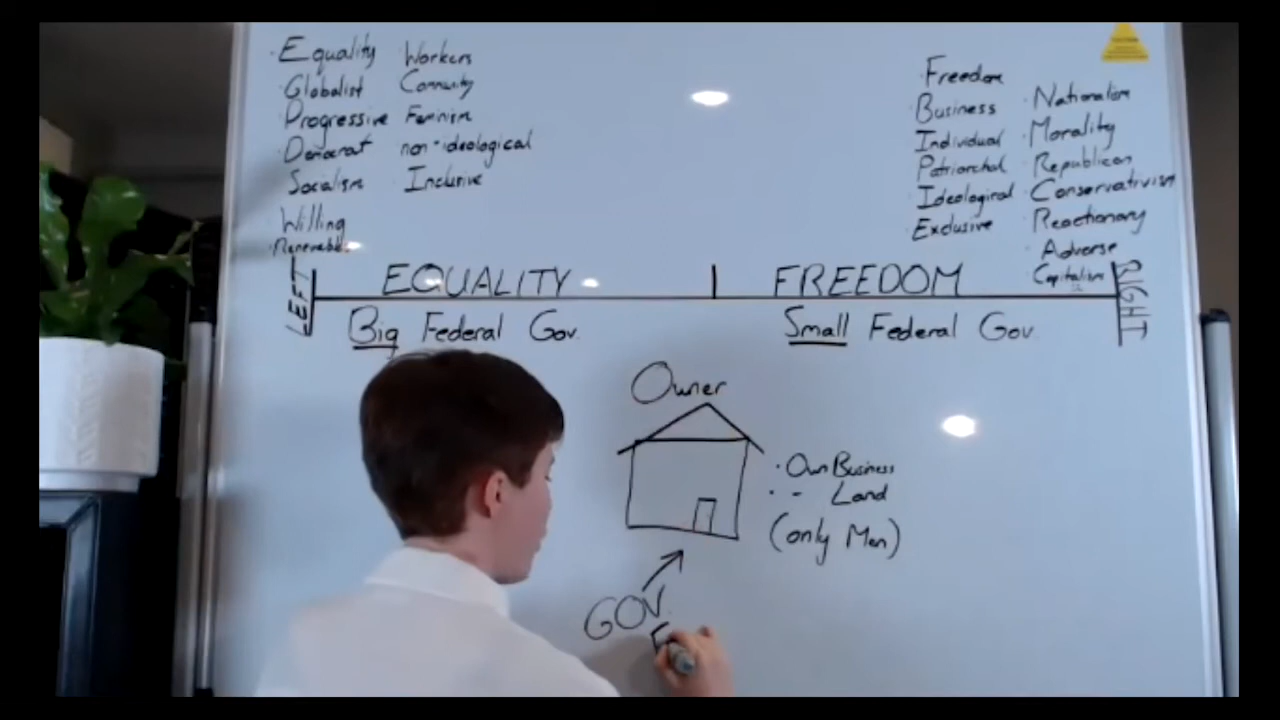 · Equality Workers
· Globalist Community
· Progressive Feminism
· Democrat non-ideological
· Socialism Inclusive
Willing
· Renewable
· Freedom
· Business · Nationalism
· Individual · Morality
· Patriarchal · Republican
· Ideological · Conservativism
· Exclusive · Reactionary
· Adverse
· Capitalism
LEFT
EQUALITY
FREEDOM
RIGHT
Big Federal Gov.
Small Federal Gov.
Owner
· Own Business
· - Land
(only Men)
GOV.